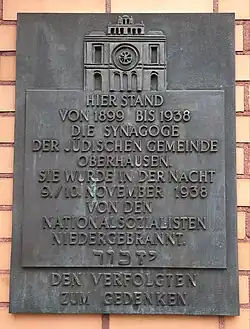 HIER STAND
VON 1899 BIS 1938
DIE SYNAGOGE
DER JÜDISCHEN GEMEINDE
OBERHAUSEN.
SIE WURDE IN DER NACHT
9./10. NOVEMBER 1938
VON DEN
NATIONALSOZIALISTEN
NIEDERGEBRANNT.
יזכור
DEN VERFOLGTEN
ZUM GEDENKEN